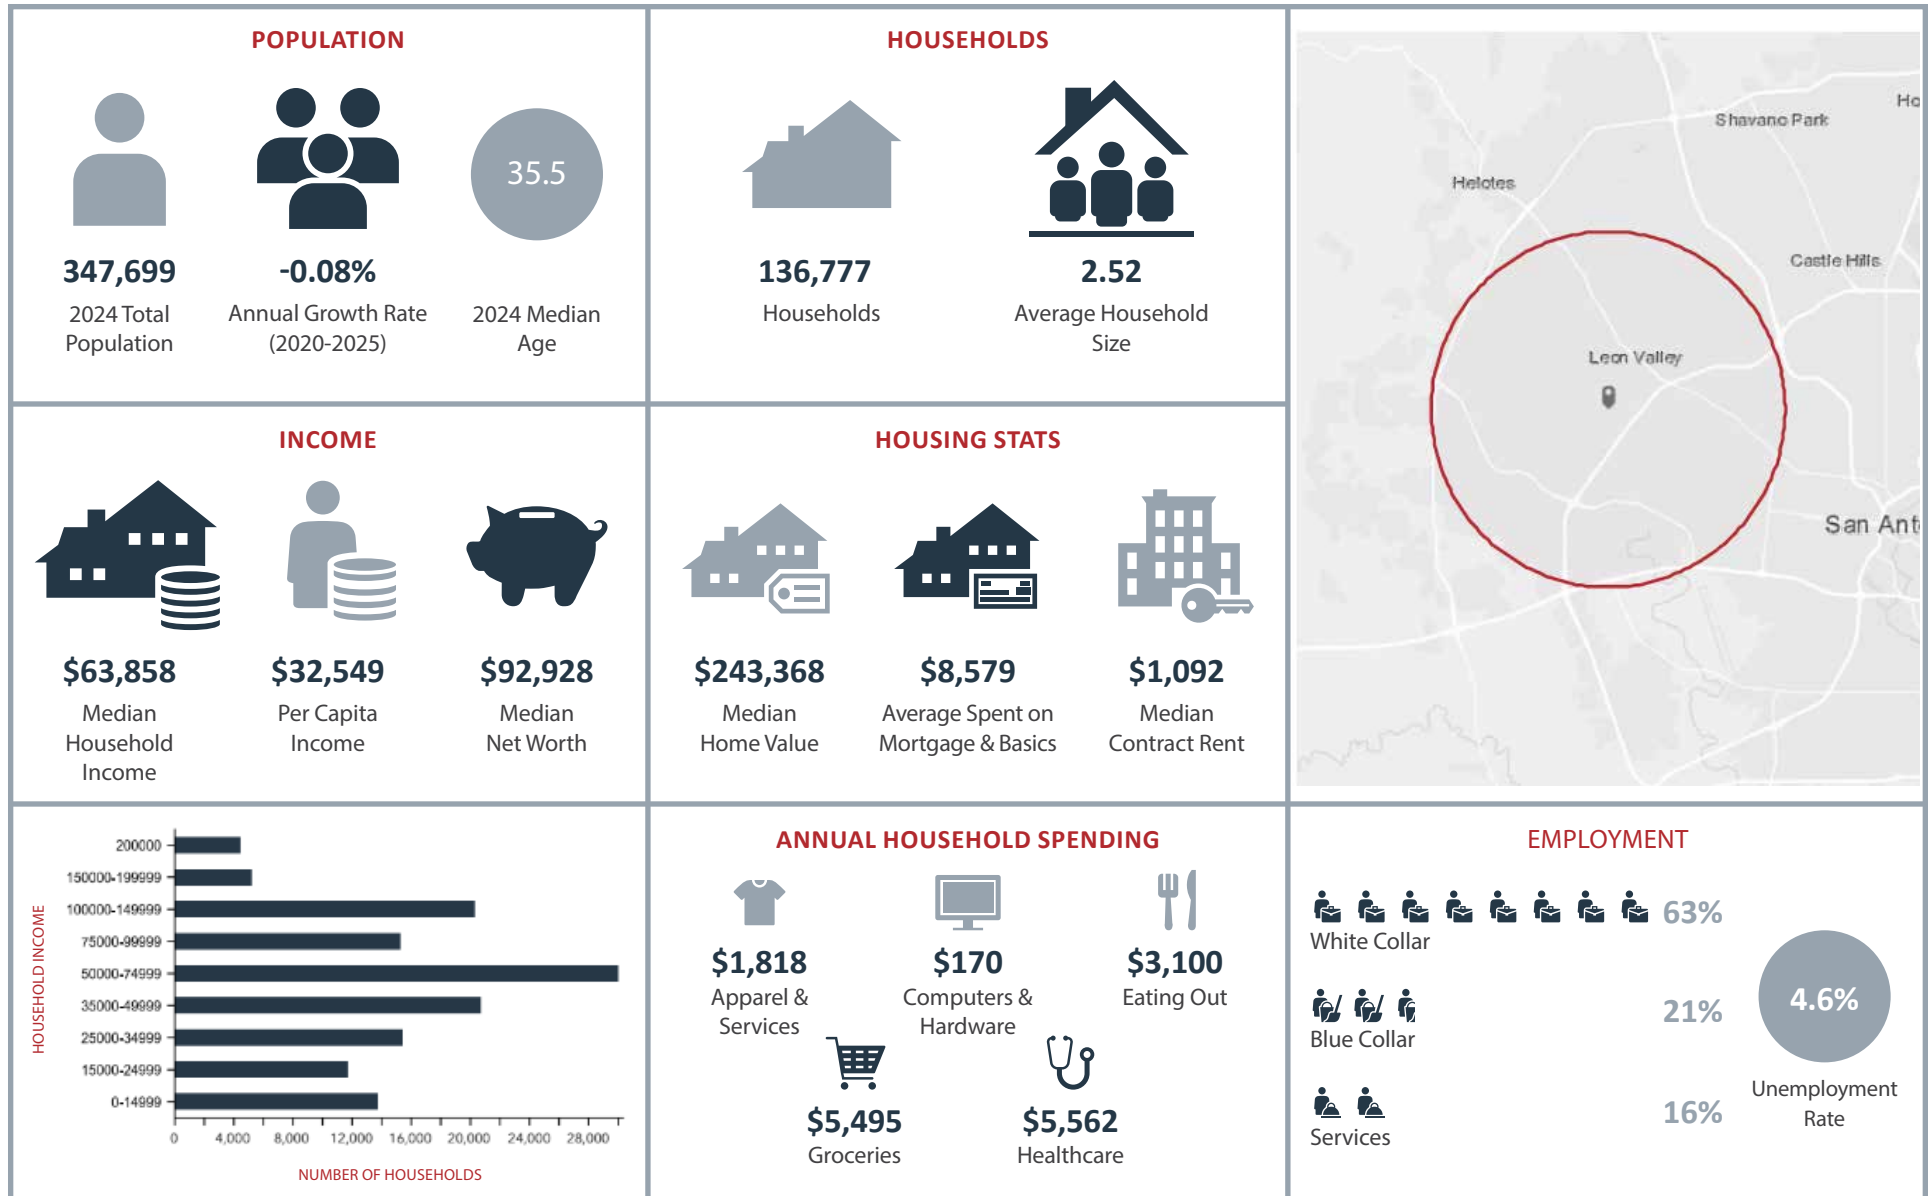 POPULATION
35.5
347,699
2024 Total
Population
-0.08%
Annual Growth Rate
(2020-2025)
2024 Median
Age
HOUSEHOLDS
136,777
Households
2.52
Average Household
Size
Shavano Park
Ho
Helotes
Castle Hills
Leon Valley
San Ant
INCOME
$63,858
Median
Household
Income
$32,549
Per Capita
Income
$92,928
Median
Net Worth
HOUSING STATS
$243,368
Median
Home Value
$8,579
Average Spent on
Mortgage & Basics
$1,092
Median
Contract Rent
HOUSEHOLD INCOME
200000
150000-199999
100000-149999
75000-99999
50000-74999
35000-49999
25000-34999
15000-24999
0-14999
0 4,000 8,000 12,000 16,000 20,000 24,000 28,000
NUMBER OF HOUSEHOLDS
ANNUAL HOUSEHOLD SPENDING
$1,818
Apparel &
Services
$170
Computers &
Hardware
$3,100
Eating Out
$5,495
Groceries
$5,562
Healthcare
EMPLOYMENT
63%
White Collar
21%
Blue Collar
16%
Services
4.6%
Unemployment
Rate